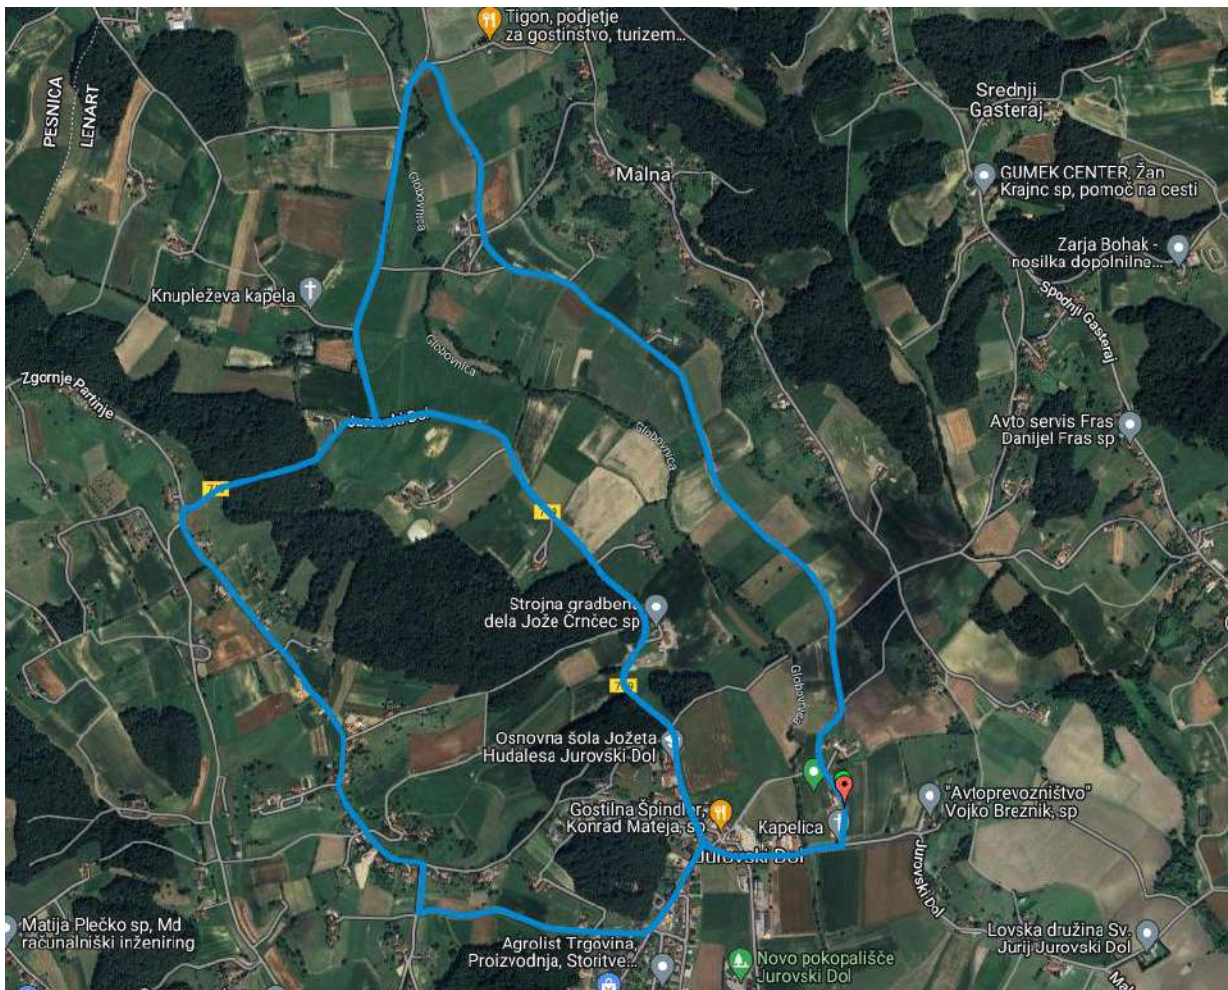 Tigon, podjetje
za gostinstvo, turizem...
PESNICA
LENART
Srednji
Gasteraj
Malna
GUMEK CENTER, Žan
Krajnc sp, pomoč na cesti
Globovnica
Zarja Bohak -
nosilka dopolnilne...
Knupleževa kapela
Spodnji Gasteraj
Globovnica
Zgornje Partinje
Jurovski Dol
Avto servis Fras
Danijel Fras sp
Globovnica
Strojna gradbena
dela Jože Črnčec sp
Globovnica
Osnovna šola Jožeta
Hudalesa Jurovski Dol
"Avtoprevozništvo"
Vojko Breznik, sp
Gostilna Špindler,
Konrad Mateja, sp
Kapelica
Jurovski Dol
Jurovski Dol
Matija Plečko sp, Md
računalniški inženiring
Agrolist Trgovina,
Proizvodnja, Storitve...
Novo pokopališče
Jurovski Dol
Lovska družina Sv.
Jurij Jurovski Dol